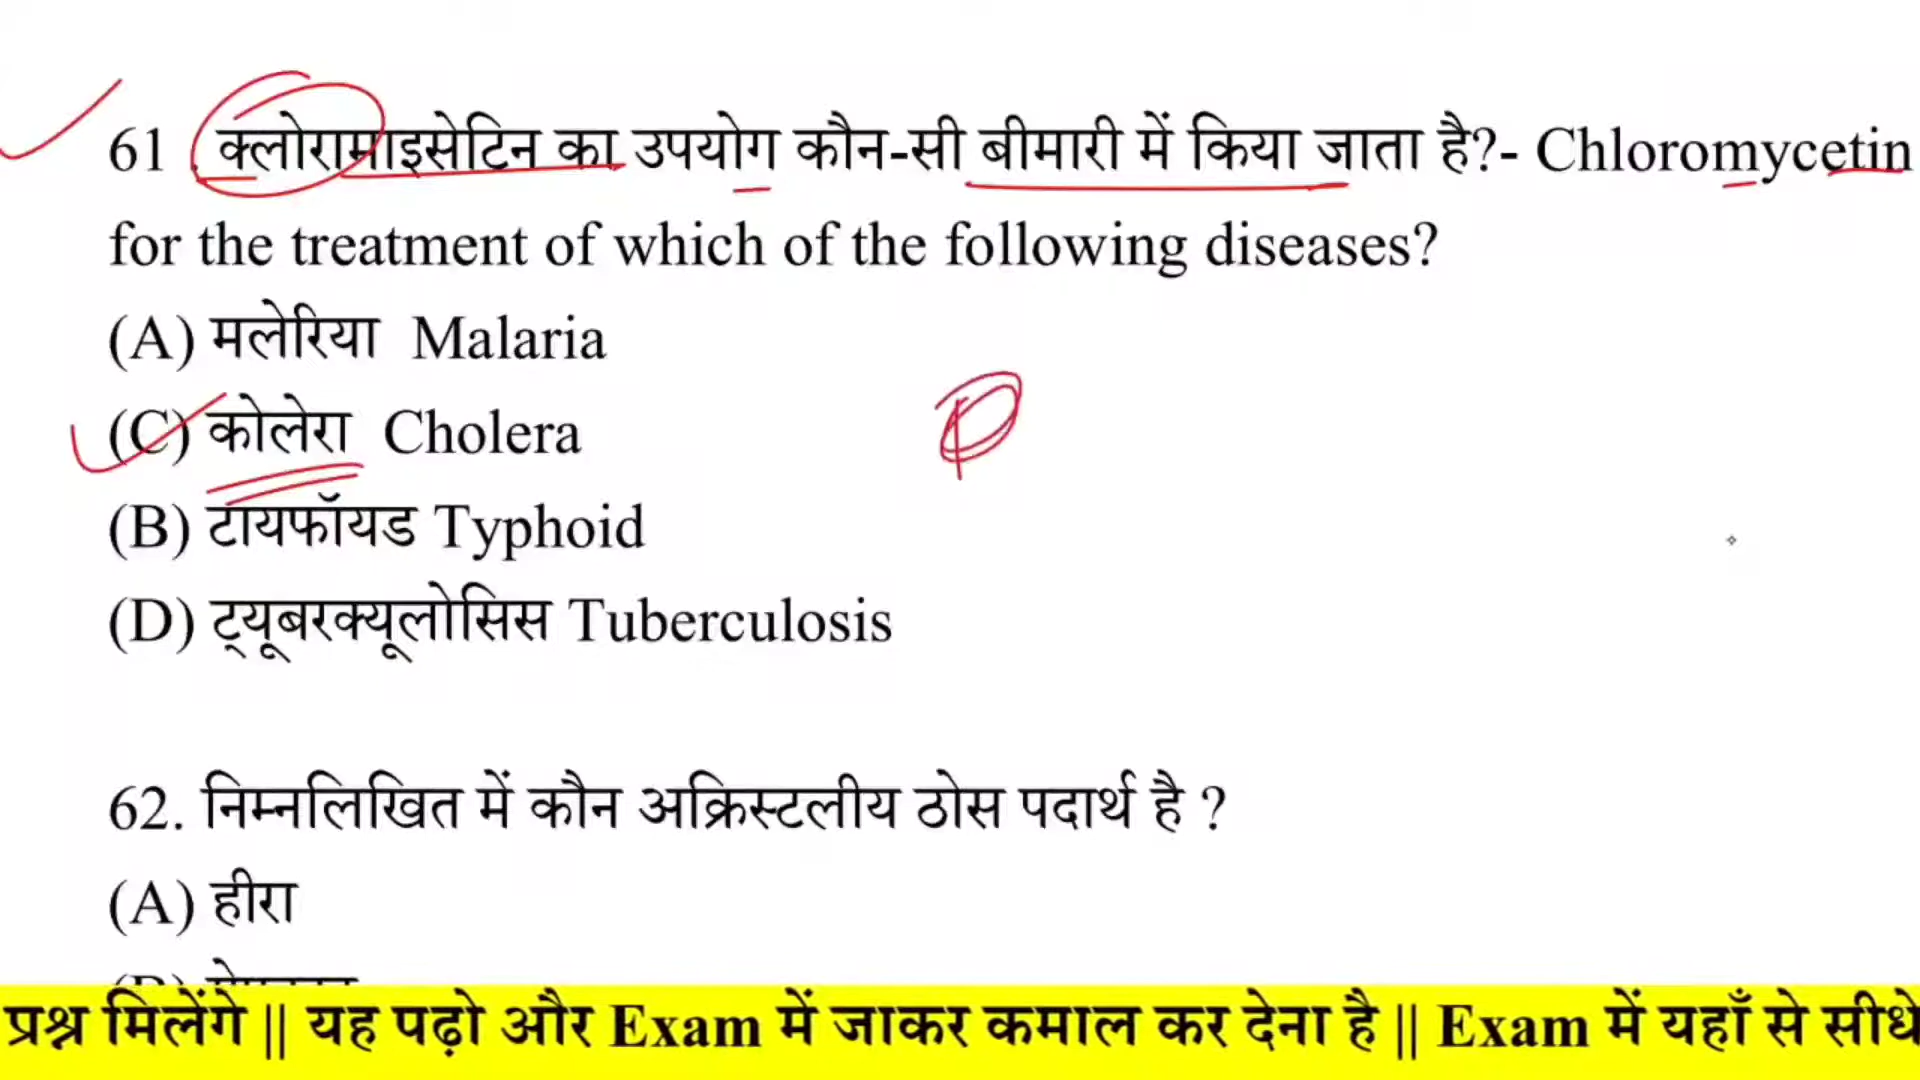 61 . क्लोरामाइसेटिन का उपयोग कौन-सी बीमारी में किया जाता है?- Chloromycetin
for the treatment of which of the following diseases?
(A) मलेरिया Malaria
(C) कोलेरा Cholera
(B) टायफॉयड Typhoid
(D) ट्यूबरक्यूलोसिस Tuberculosis
62. निम्नलिखित में कौन अक्रिस्टलीय ठोस पदार्थ है ?
(A) हीरा
प्रश्न मिलेंगे || यह पढ़ो और Exam में जाकर कमाल कर देना है || Exam में यहाँ से सीधे